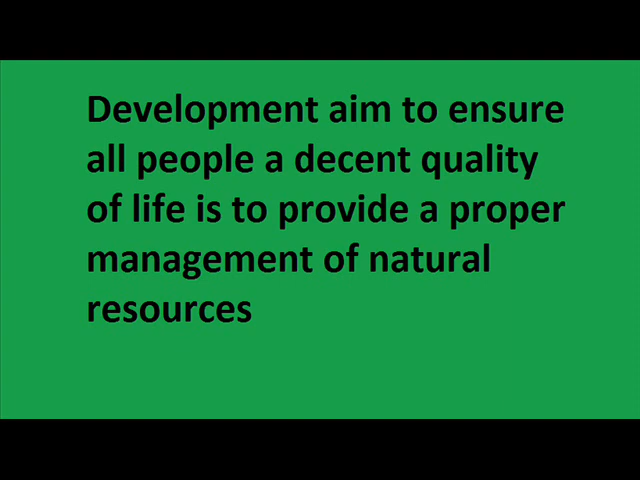 Development aim to ensure
all people a decent quality
of life is to provide a proper
management of natural
resources